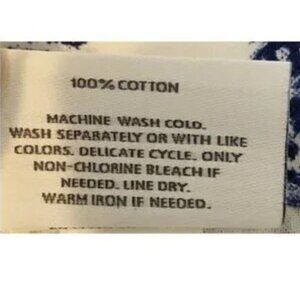 100% COTTON
MACHINE WASH COLD.
WASH SEPARATELY OR WITH LIKE
COLORS. DELICATE CYCLE. ONLY
NON-CHLORINE BLEACH IF
NEEDED. LINE DRY.
WARM IRON IF NEEDED.